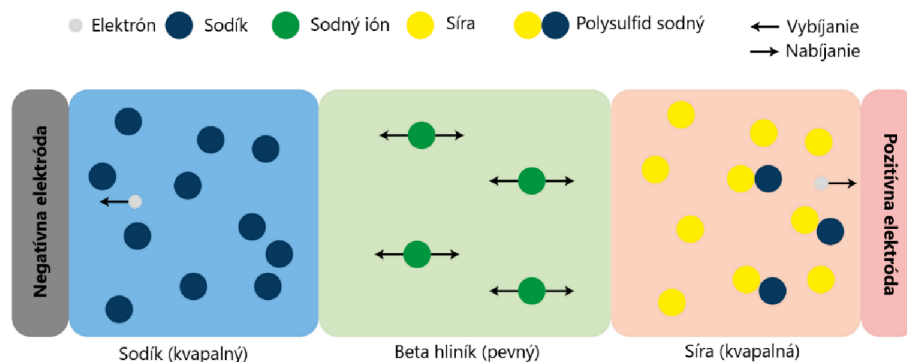 Elektrón
Sodík
Sodný ión
Síra
Polysulfid sodný
Vybíjanie
Nabíjanie
Negatívna elektróda
Pozitívna elektróda
Sodík (kvapalný)
Beta hliník (pevný)
Síra (kvapalná)